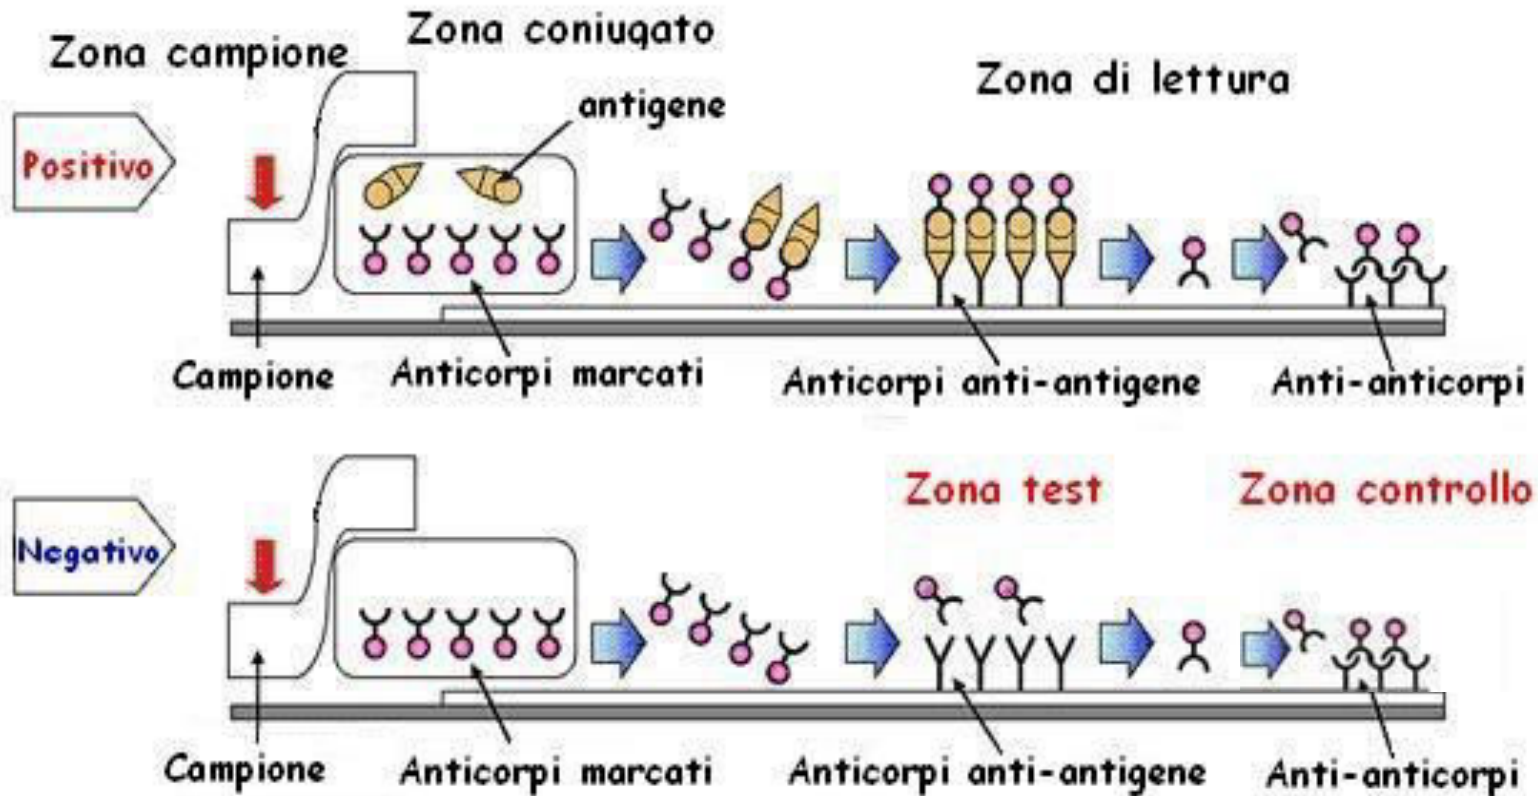 Zona campione
Zona coniugato
Zona di lettura
antigene
Positivo
Campione
Anticorpi marcati
Anticorpi anti-antigene
Anti-anticorpi
Zona test
Zona controllo
Negativo
Campione
Anticorpi marcati
Anticorpi anti-antigene
Anti-anticorpi